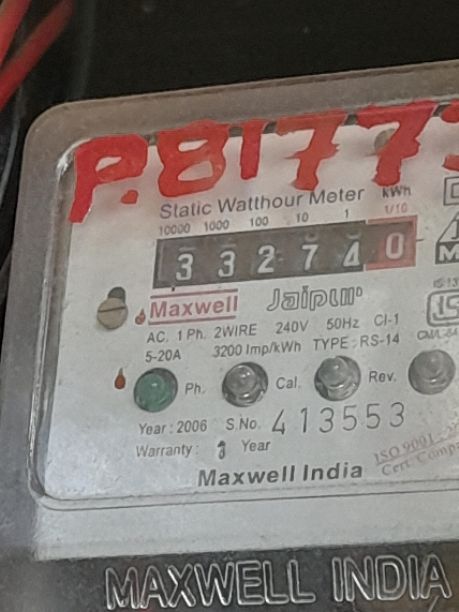 P.8177
Static Watthour Meter kWh
10000 1000 100 10 1 1/10
3 3 2 7 4 0
Maxwell Jaipur
AC. 1 Ph. 2WIRE 240V 50Hz Cl-1
5-20A 3200 Imp/kWh TYPE : RS-14
Ph. Cal. Rev.
Year : 2006 S.No. 413553
Warranty : Year
Maxwell India
ISO 9001
MAXWELL INDIA